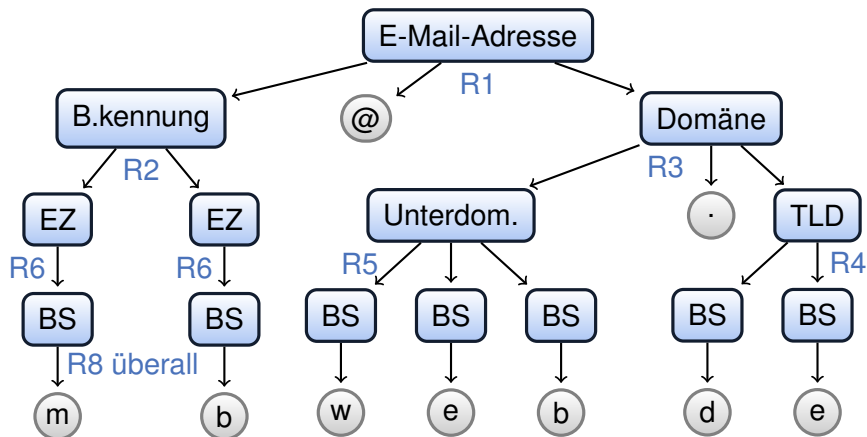 E-Mail-Adresse
R1
B.kennung @ Domäne
R2 R3
EZ EZ Unterdom. . TLD
R6 R6 R5 R4
BS BS BS BS BS BS BS
R8 überall
m b w e b d e